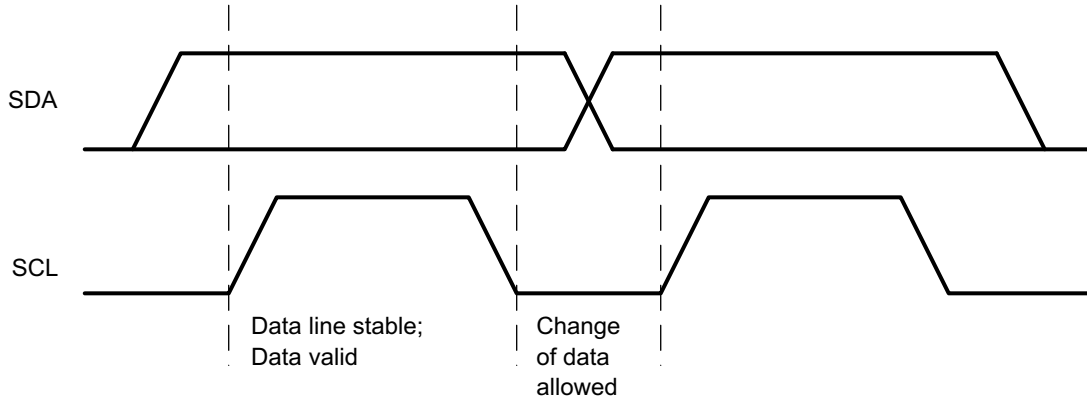 SDA
SCL
Data line stable;
Data valid
Change
of data
allowed